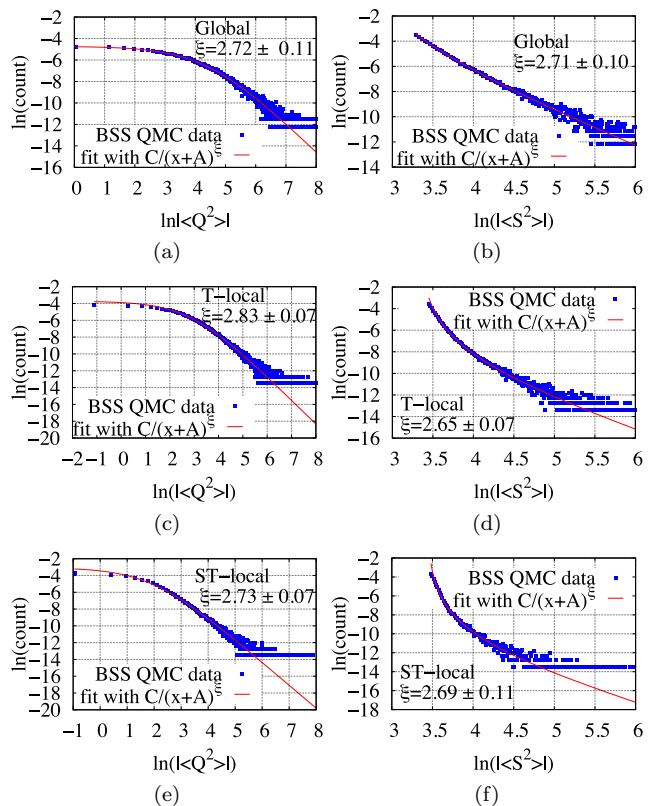 −4
−6
−8
−10
−12
−14
−16
ln(count)
Global
ξ=2.72 ± 0.11
BSS QMC data
fit with C/(x+A)^ξ
0 1 2 3 4 5 6 7 8
ln|<Q²>|
(a)
−2
−4
−6
−8
−10
−12
−14
ln(count)
Global
ξ=2.71 ± 0.10
BSS QMC data
fit with C/(x+A)^ξ
3 3.5 4 4.5 5 5.5 6
ln(|<S²>|)
(b)
−2
−4
−6
−8
−10
−12
−14
−16
−18
−20
ln(count)
T−local
ξ=2.83 ± 0.07
BSS QMC data
fit with C/(x+A)^ξ
−2 −1 0 1 2 3 4 5 6 7 8
ln(|<Q²>|)
(c)
−2
−4
−6
−8
−10
−12
−14
−16
ln(count)
BSS QMC data
fit with C/(x+A)^ξ
T−local
ξ=2.65 ± 0.07
3 3.5 4 4.5 5 5.5 6
ln(|<S²>|)
(d)
−2
−4
−6
−8
−10
−12
−14
−16
−18
−20
ln(count)
ST−local
ξ=2.73 ± 0.07
BSS QMC data
fit with C/(x+A)^ξ
−1 0 1 2 3 4 5 6 7 8
ln(|<Q²>|)
(e)
−2
−4
−6
−8
−10
−12
−14
−16
−18
ln(count)
BSS QMC data
fit with C/(x+A)^ξ
ST−local
ξ=2.69 ± 0.11
3 3.5 4 4.5 5 5.5 6
ln(|<S²>|)
(f)